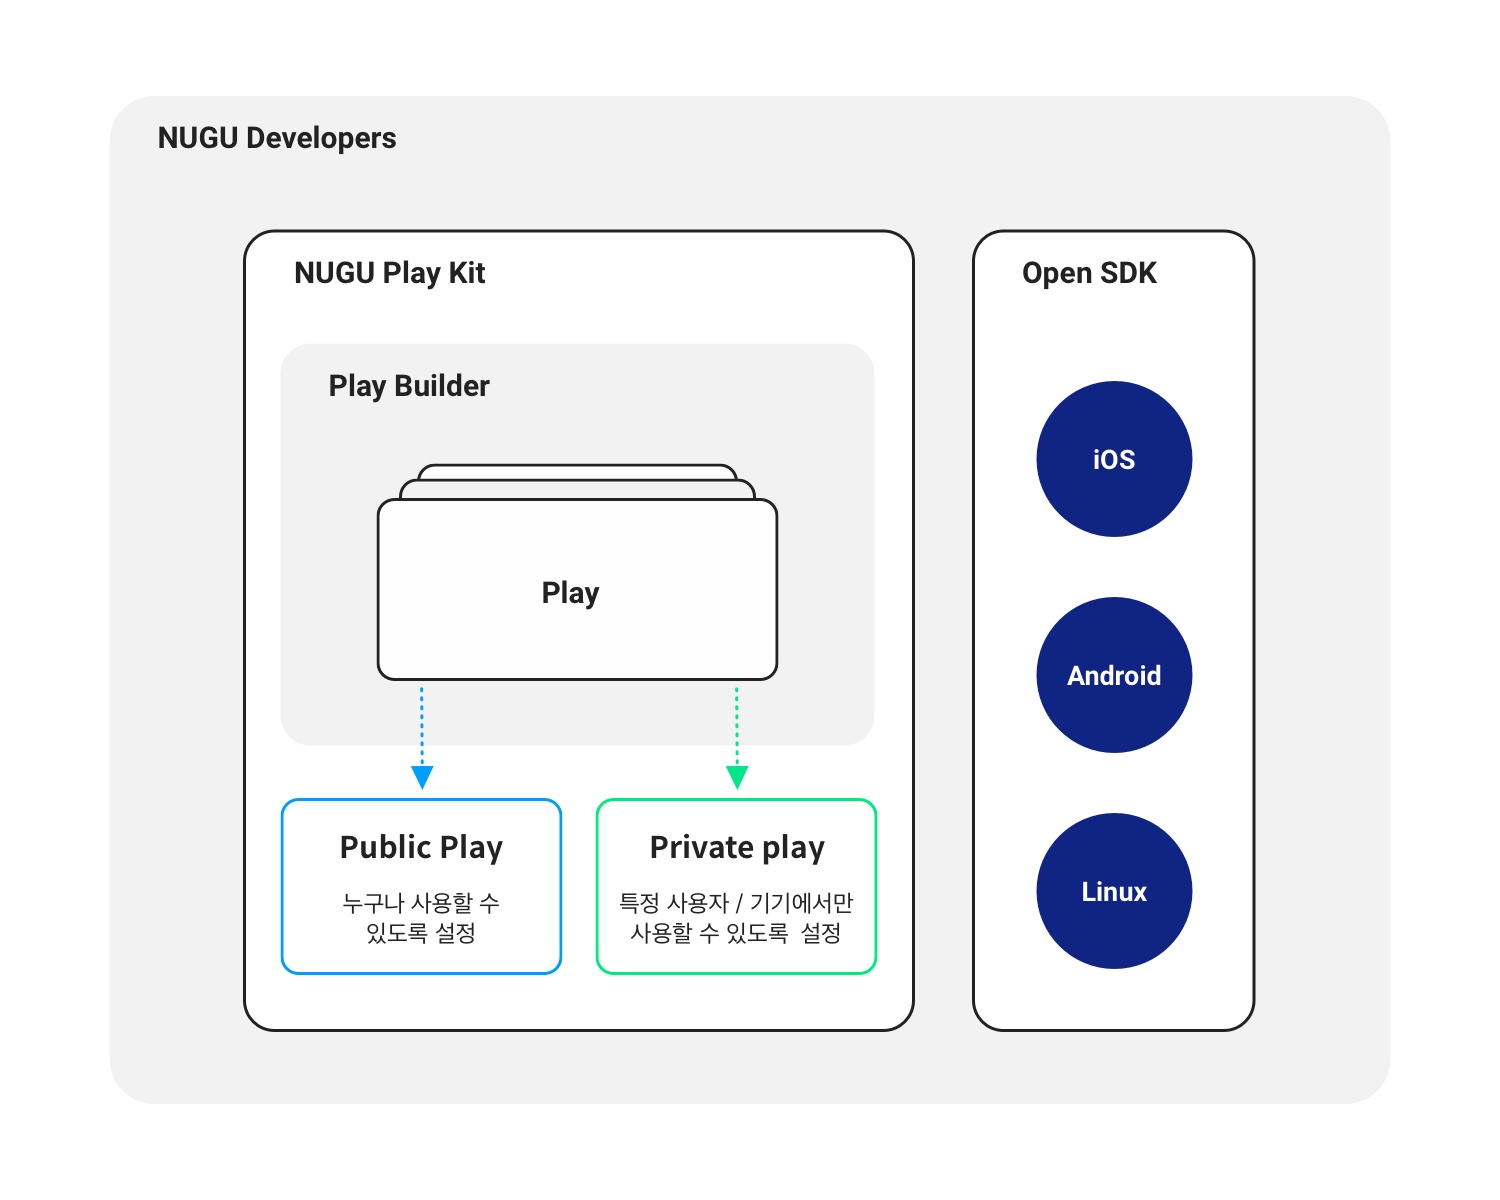 NUGU Developers
NUGU Play Kit
Play Builder
Play
Public Play
누구나 사용할 수
있도록 설정
Private play
특정 사용자 / 기기에서만
사용할 수 있도록 설정
Open SDK
iOS
Android
Linux